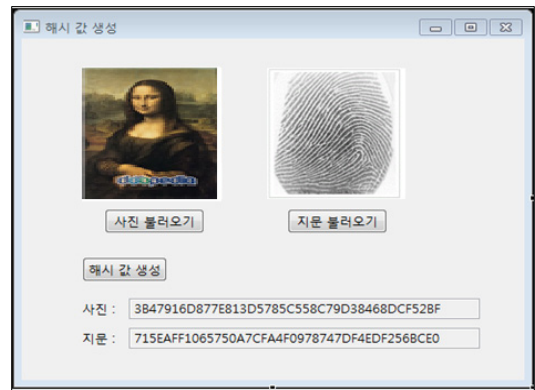 해시 값 생성
사진 불러오기
지문 불러오기
해시 값 생성
사진 : 3B47916D877E813D5785C558C79D38468DCF52BF
지문 : 715EAFF1065750A7CFA4F0978747DF4EDF256BCE0